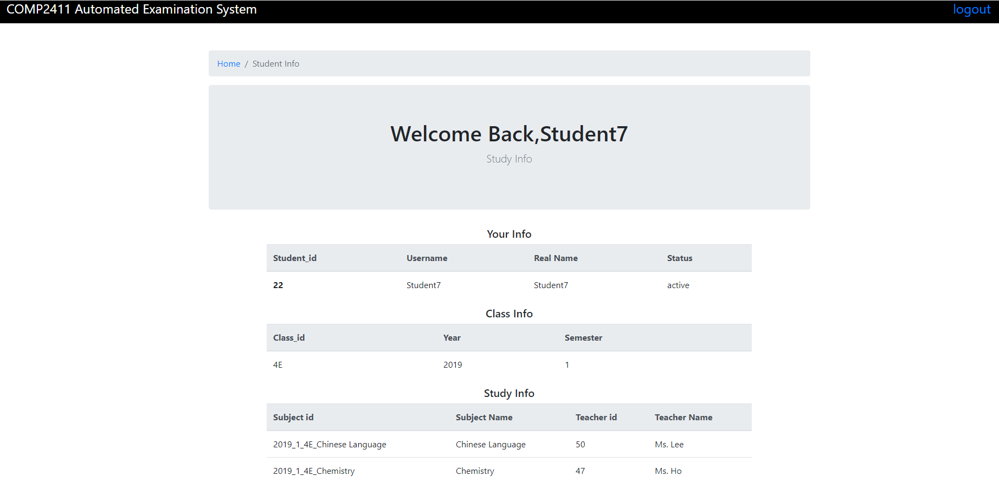 COMP2411 Automated Examination System logout
Home / Student Info
Welcome Back,Student7
Study Info
Your Info
Student_id Username Real Name Status
22 Student7 Student7 active
Class Info
Class_id Year Semester
4E 2019 1
Study Info
Subject id Subject Name Teacher id Teacher Name
2019_1_4E_Chinese Language Chinese Language 50 Ms. Lee
2019_1_4E_Chemistry Chemistry 47 Ms. Ho